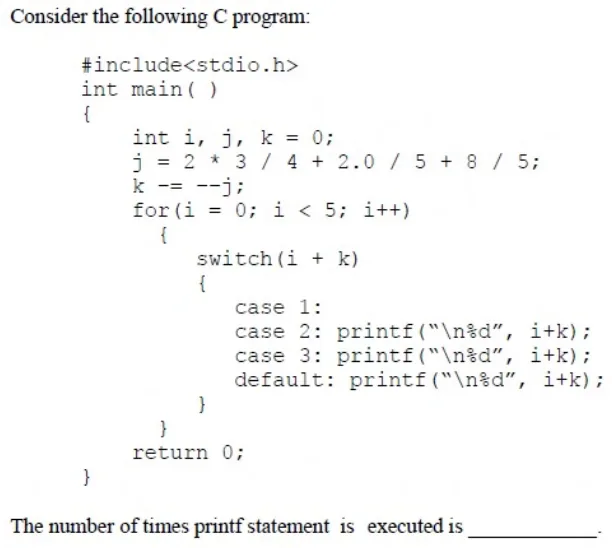 Consider the following C program:
#include<stdio.h>
int main( )
{
int i, j, k = 0;
j = 2 * 3 / 4 + 2.0 / 5 + 8 / 5;
k -= --j;
for(i = 0; i < 5; i++)
{
switch(i + k)
{
case 1:
case 2: printf("\n%d", i+k);
case 3: printf("\n%d", i+k);
default: printf("\n%d", i+k);
}
}
return 0;
}
The number of times printf statement is executed is __________.